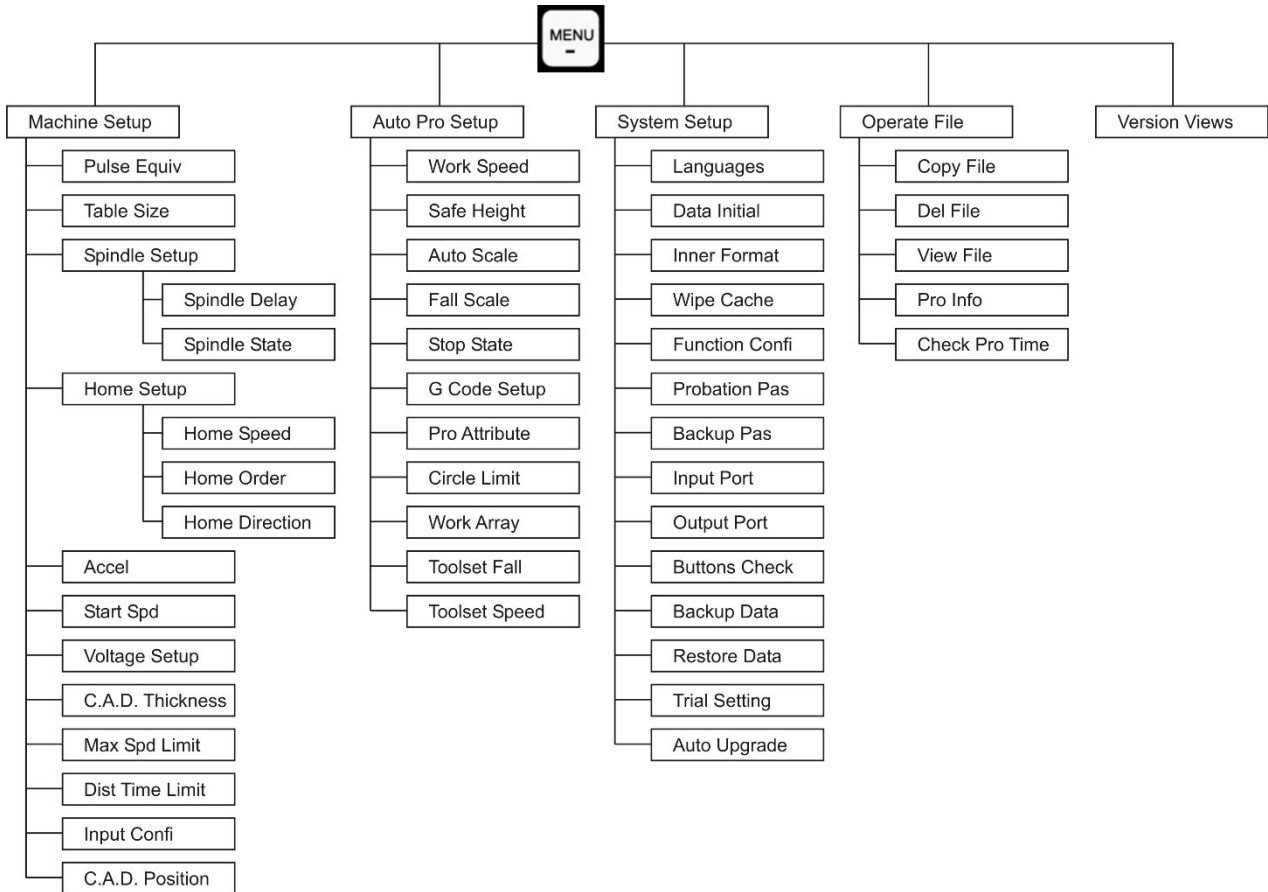 MENU
-
Machine Setup
Pulse Equiv
Table Size
Spindle Setup
Spindle Delay
Spindle State
Home Setup
Home Speed
Home Order
Home Direction
Accel
Start Spd
Voltage Setup
C.A.D. Thickness
Max Spd Limit
Dist Time Limit
Input Confi
C.A.D. Position
Auto Pro Setup
Work Speed
Safe Height
Auto Scale
Fall Scale
Stop State
G Code Setup
Pro Attribute
Circle Limit
Work Array
Toolset Fall
Toolset Speed
System Setup
Languages
Data Initial
Inner Format
Wipe Cache
Function Confi
Probation Pas
Backup Pas
Input Port
Output Port
Buttons Check
Backup Data
Restore Data
Trial Setting
Auto Upgrade
Operate File
Copy File
Del File
View File
Pro Info
Check Pro Time
Version Views